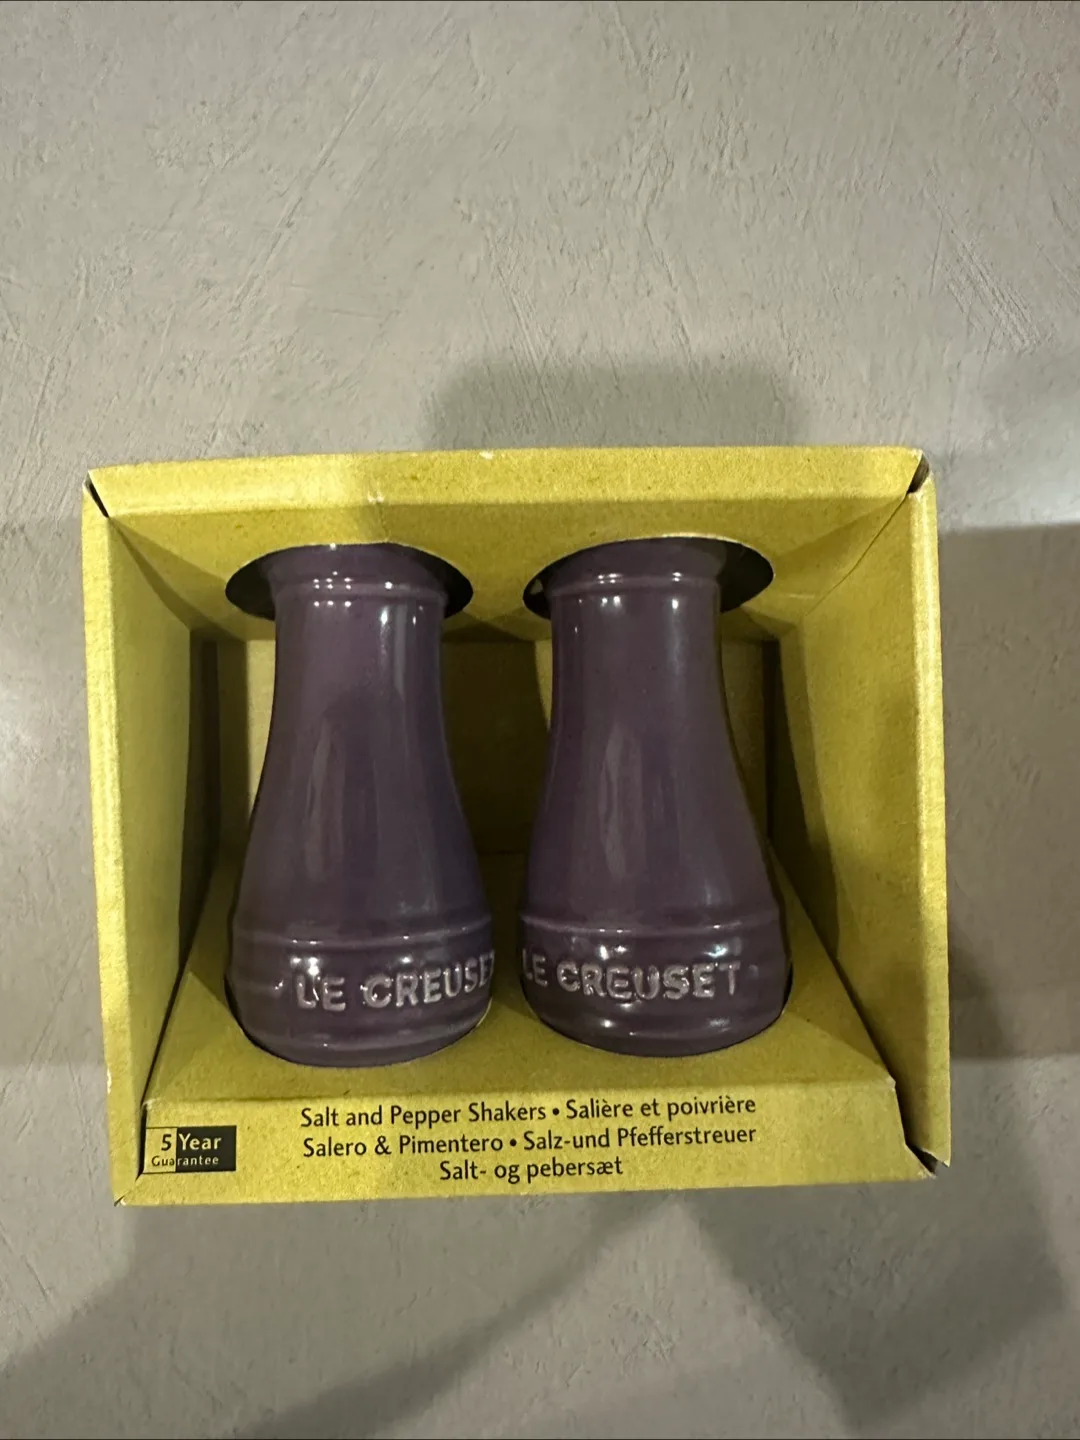 LE CREUSET
LE CREUSET
Salt and Pepper Shakers • Salière et poivrière
Salero & Pimentero • Salz-und Pfefferstreuer
Salt- og pebersæt
5 Year
Guarantee